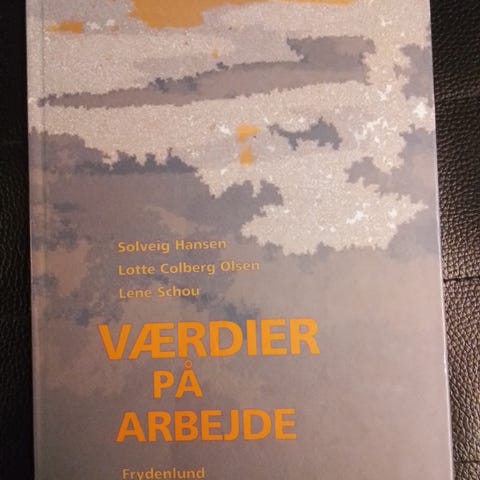 Solveig Hansen
Lotte Colberg Olsen
Lene Schou
VÆRDIER
PÅ
ARBEJDE
Frydenlund